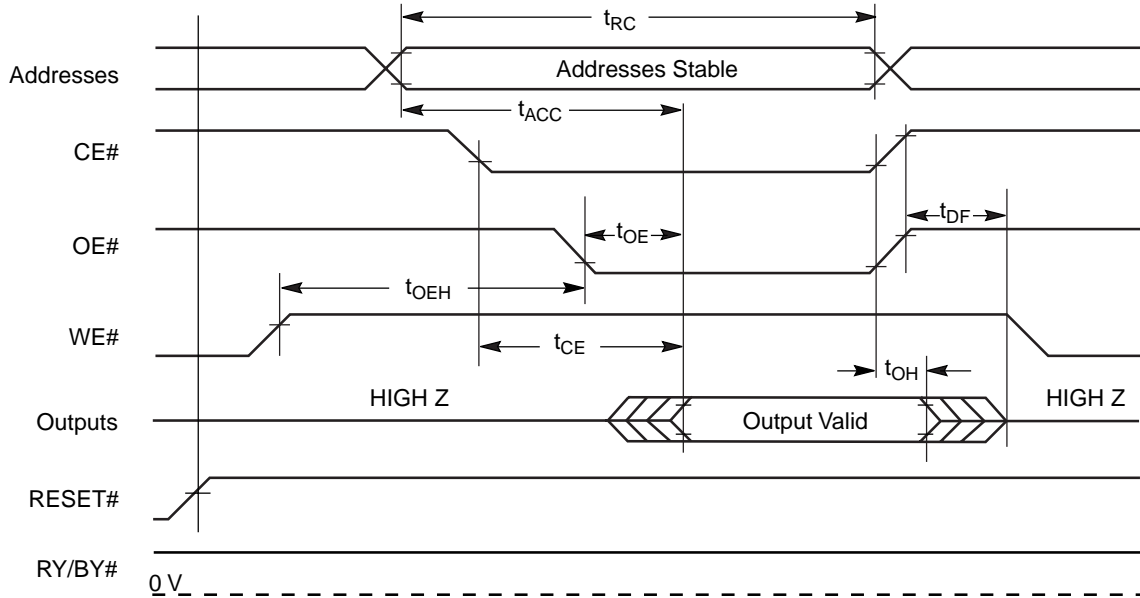 tRC
Addresses
Addresses Stable
tACC
CE#
tDF
OE#
tOE
tOEH
WE#
tCE
tOH
HIGH Z
HIGH Z
Outputs
Output Valid
RESET#
RY/BY#
0 V